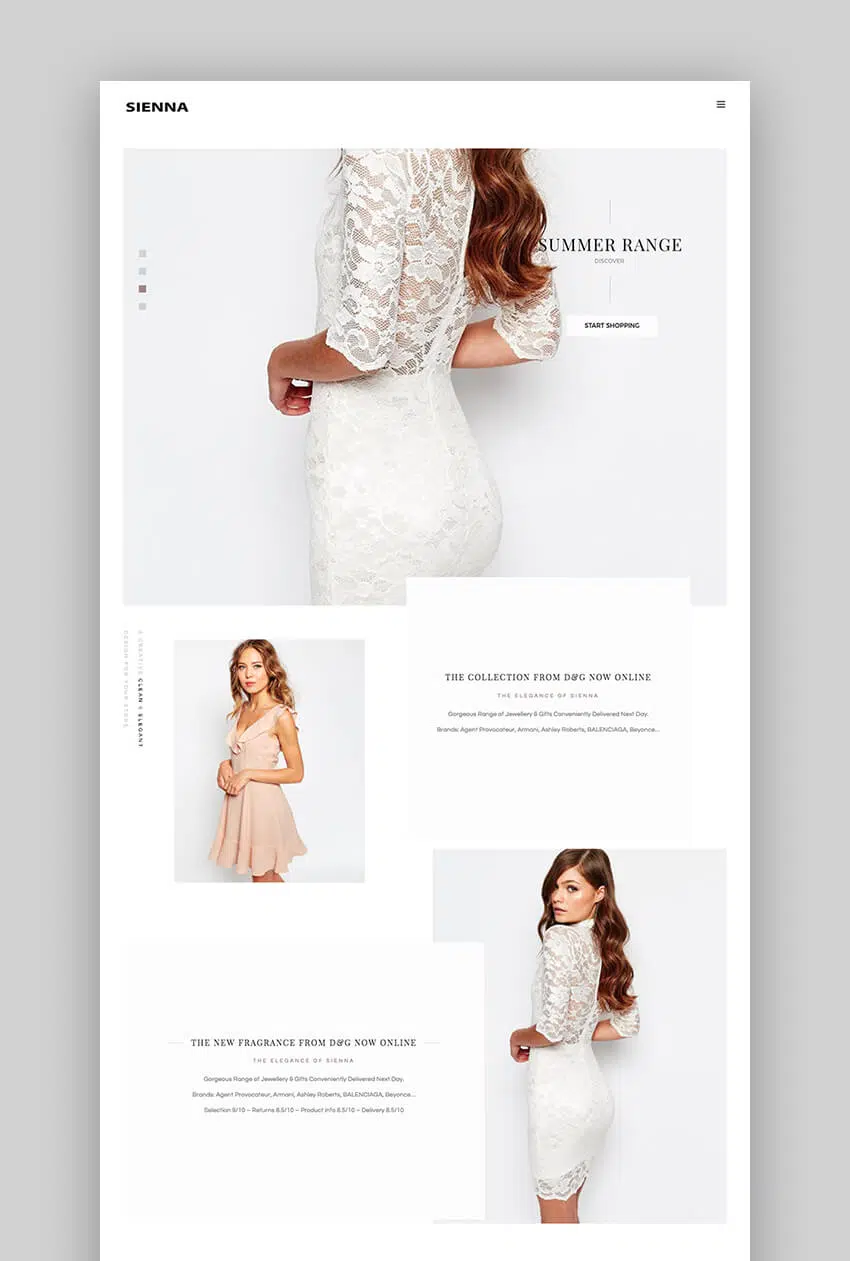 SIENNA
SUMMER RANGE
DISCOVER
START SHOPPING
A CREATIVE CLEAN & ELEGANT
DESIGN FOR YOUR STORE
THE COLLECTION FROM D&G NOW ONLINE
THE ELEGANCE OF SIENNA
Gorgeous Range of Jewellery & Gifts Conveniently Delivered Next Day.
Brands: Agent Provocateur, Armani, Ashley Roberts, BALENCIAGA, Beyonce...
THE NEW FRAGRANCE FROM D&G NOW ONLINE
THE ELEGANCE OF SIENNA
Gorgeous Range of Jewellery & Gifts Conveniently Delivered Next Day.
Brands: Agent Provocateur, Armani, Ashley Roberts, BALENCIAGA, Beyonce...
Selection 9/10 – Returns 8.5/10 – Product info 8.5/10 – Delivery 8.5/10